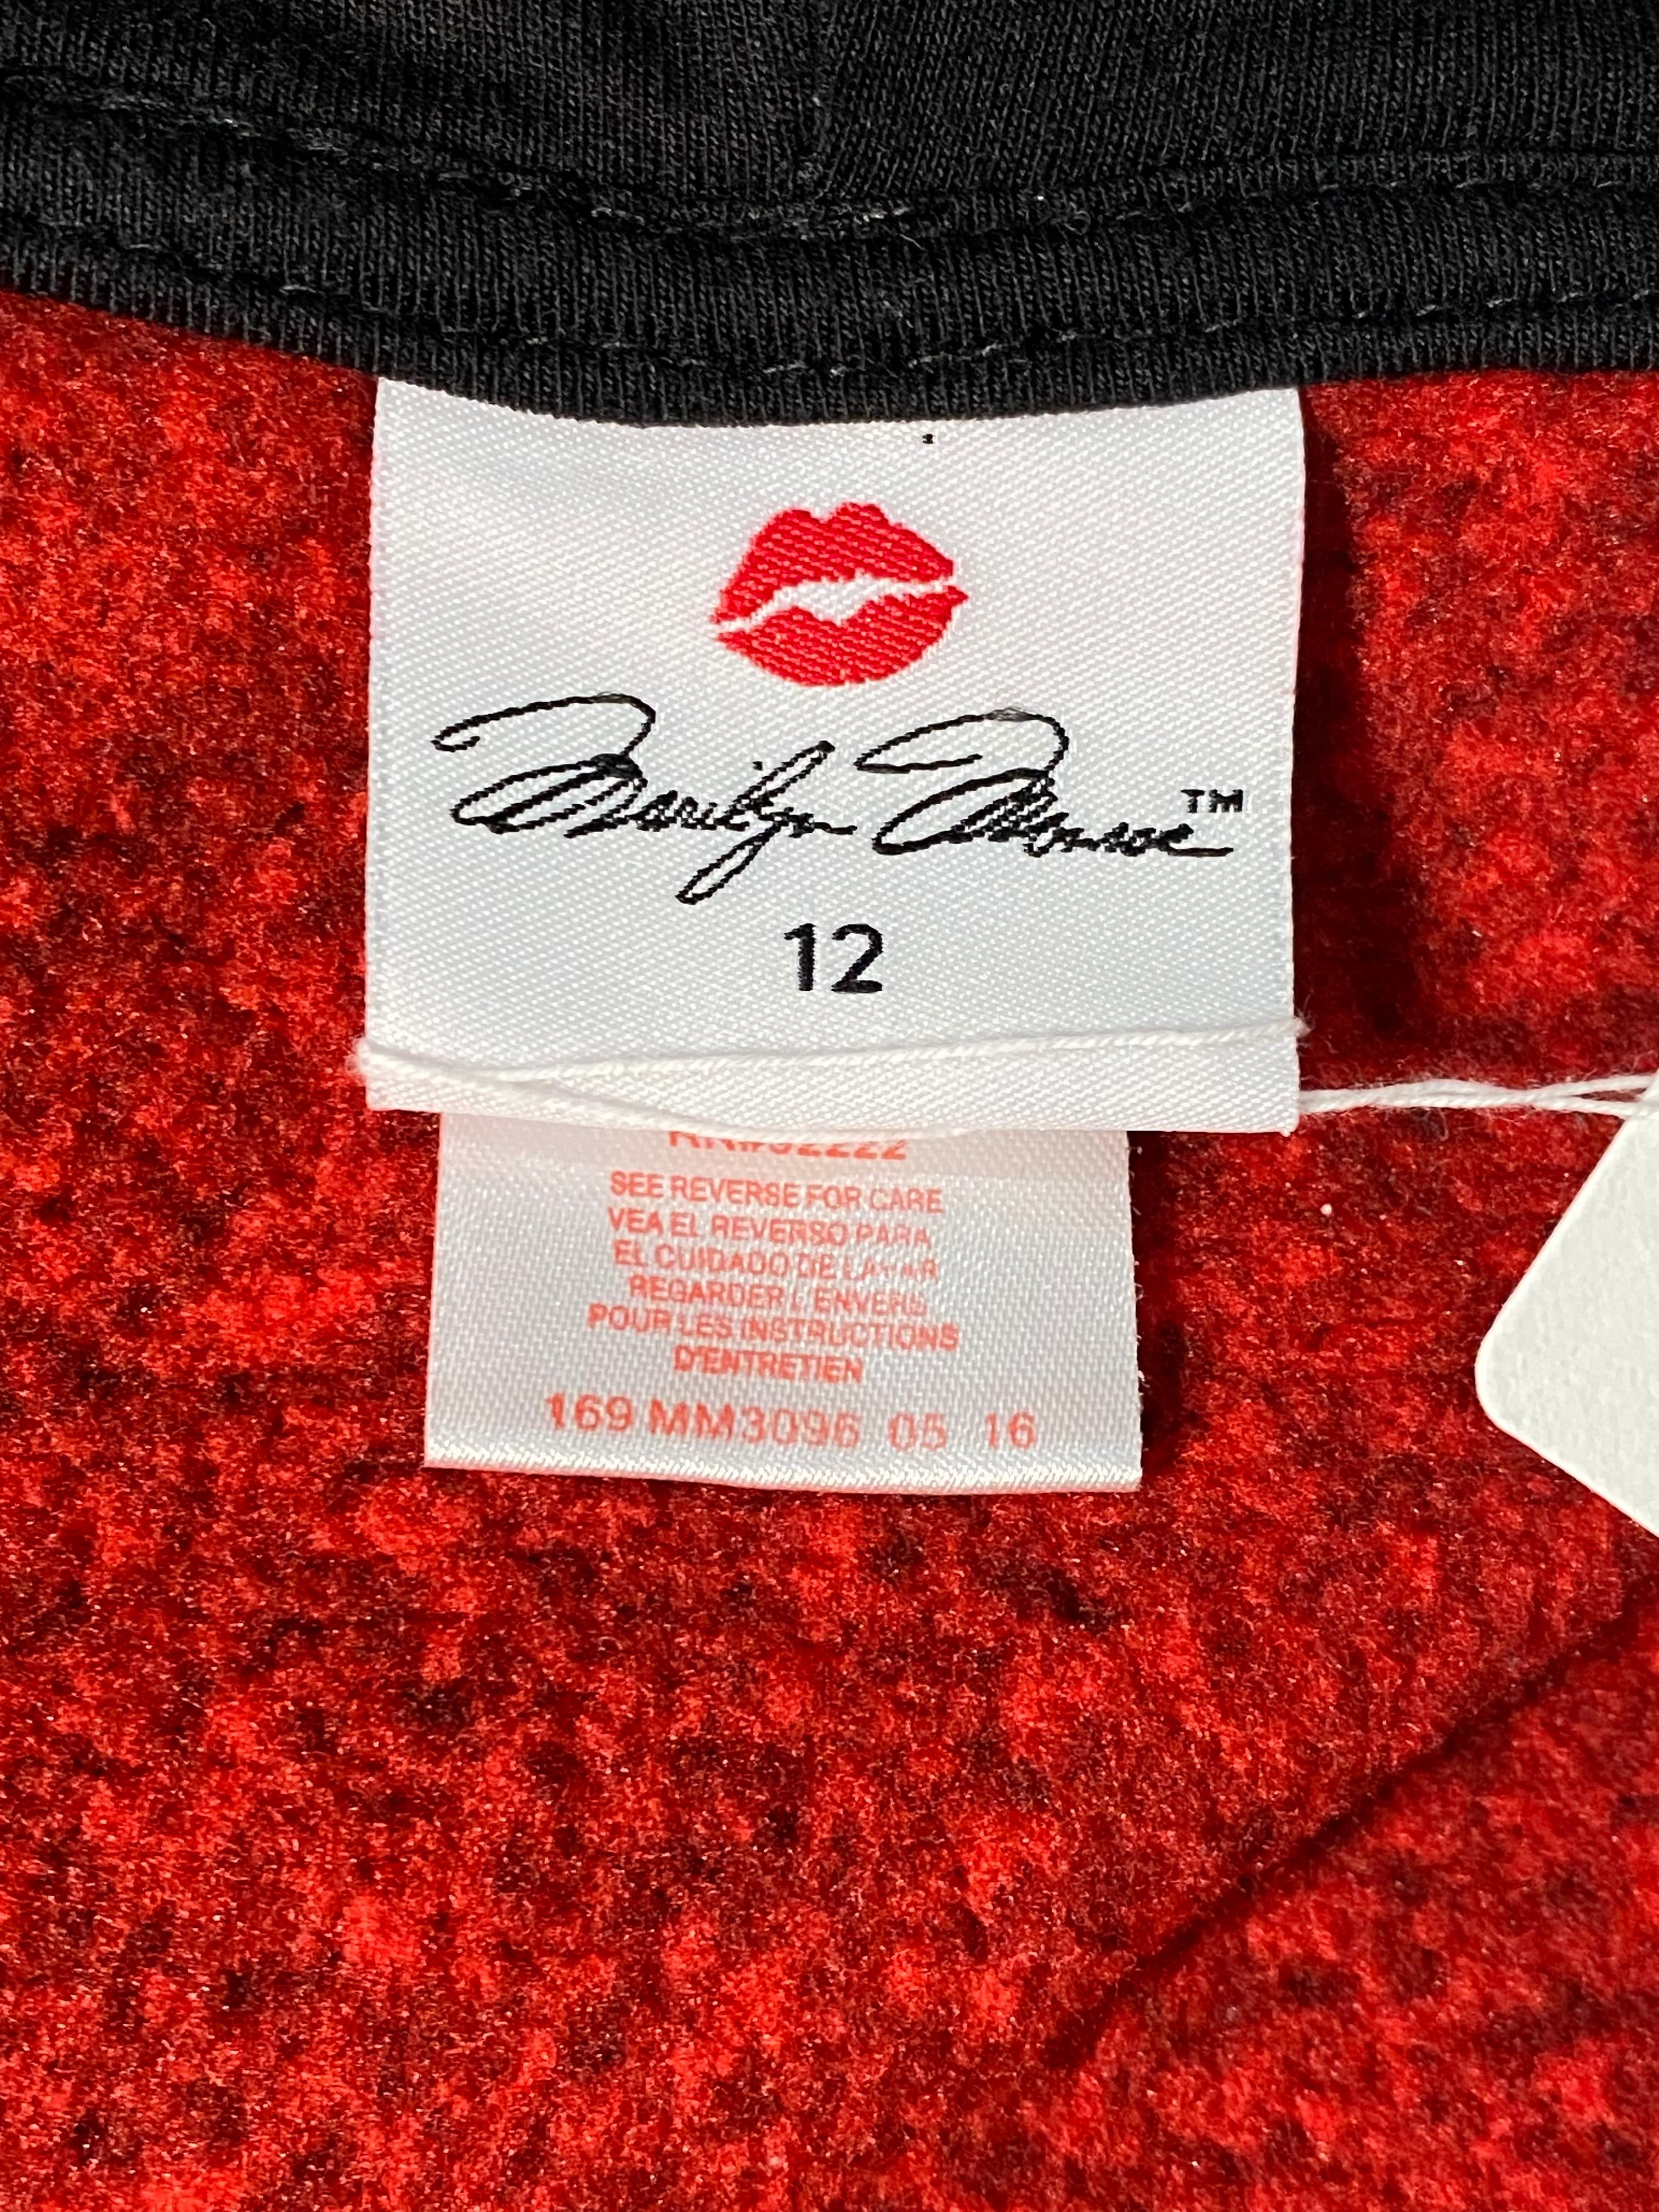 Marilyn Monroe™
12
SEE REVERSE FOR CARE
VEA EL REVERSO PARA
EL CUIDADO DE LAVAR
REGARDER L'ENVERS
POUR LES INSTRUCTIONS
D'ENTRETIEN
169 MM3096 05 16